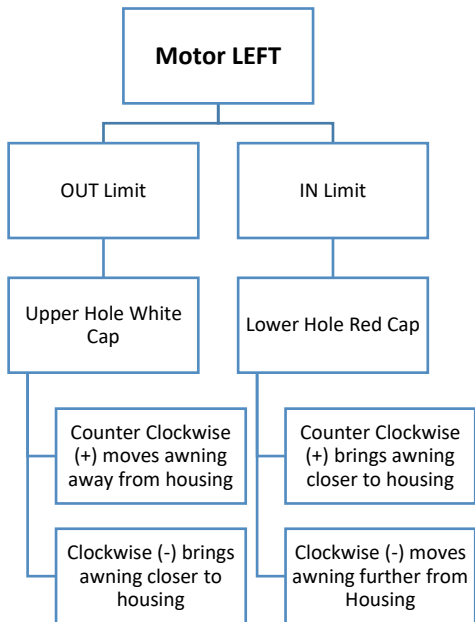 Motor LEFT
OUT Limit
IN Limit
Upper Hole White
Cap
Lower Hole Red Cap
Counter Clockwise
(+) moves awning
away from housing
Clockwise (-) brings
awning closer to
housing
Counter Clockwise
(+) brings awning
closer to housing
Clockwise (-) moves
awning further from
Housing